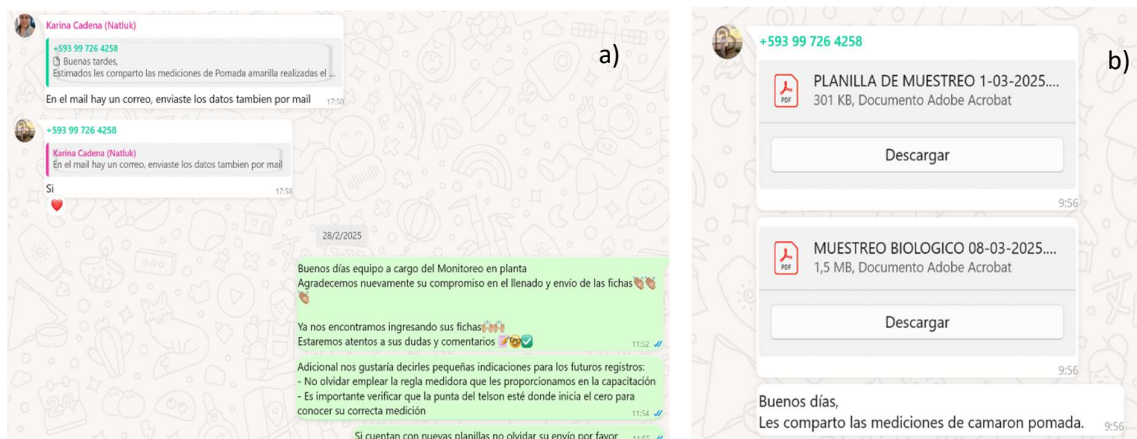 Karina Cadena (Natluk)
+593 99 726 4258
Buenas tardes,
Estimados les comparto las mediciones de Pomada amarilla realizadas el ...
En el mail hay un correo, enviaste los datos tambien por mail 17:50
+593 99 726 4258
Karina Cadena (Natluk)
En el mail hay un correo, enviaste los datos tambien por mail
Si
17:58
28/2/2025
Buenos días equipo a cargo del Monitoreo en planta
Agradecemos nuevamente su compromiso en el llenado y envío de las fichas
Ya nos encontramos ingresando sus fichas
Estaremos atentos a sus dudas y comentarios
11:52
Adicional nos gustaría decirles pequeñas indicaciones para los futuros registros:
- No olvidar emplear la regla medidora que les proporcionamos en la capacitación
- Es importante verificar que la punta del telson esté donde inicia el cero para
conocer su correcta medición
11:54
Si cuentan con nuevas planillas no olvidar su envío por favor
a)
+593 99 726 4258
b)
PLANILLA DE MUESTREO 1-03-2025....
PDF
301 KB, Documento Adobe Acrobat
Descargar
9:56
MUESTREO BIOLOGICO 08-03-2025....
PDF
1,5 MB, Documento Adobe Acrobat
Descargar
9:56
Buenos días,
Les comparto las mediciones de camaron pomada. 9:56